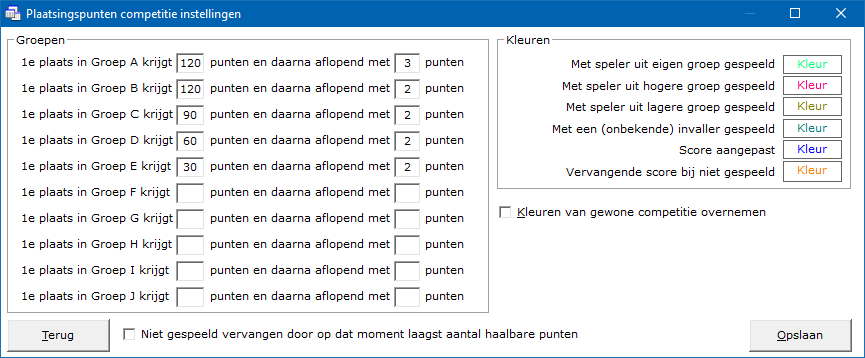 Plaatsingspunten competitie instellingen
Groepen
1e plaats in Groep A krijgt 120 punten en daarna aflopend met 3 punten
1e plaats in Groep B krijgt 120 punten en daarna aflopend met 2 punten
1e plaats in Groep C krijgt 90 punten en daarna aflopend met 2 punten
1e plaats in Groep D krijgt 60 punten en daarna aflopend met 2 punten
1e plaats in Groep E krijgt 30 punten en daarna aflopend met 2 punten
1e plaats in Groep F krijgt punten en daarna aflopend met punten
1e plaats in Groep G krijgt punten en daarna aflopend met punten
1e plaats in Groep H krijgt punten en daarna aflopend met punten
1e plaats in Groep I krijgt punten en daarna aflopend met punten
1e plaats in Groep J krijgt punten en daarna aflopend met punten
Kleuren
Met speler uit eigen groep gespeeld Kleur
Met speler uit hogere groep gespeeld Kleur
Met speler uit lagere groep gespeeld Kleur
Met een (onbekende) invaller gespeeld Kleur
Score aangepast Kleur
Vervangende score bij niet gespeeld Kleur
Kleuren van gewone competitie overnemen
Terug
Niet gespeeld vervangen door op dat moment laagst aantal haalbare punten
Opslaan